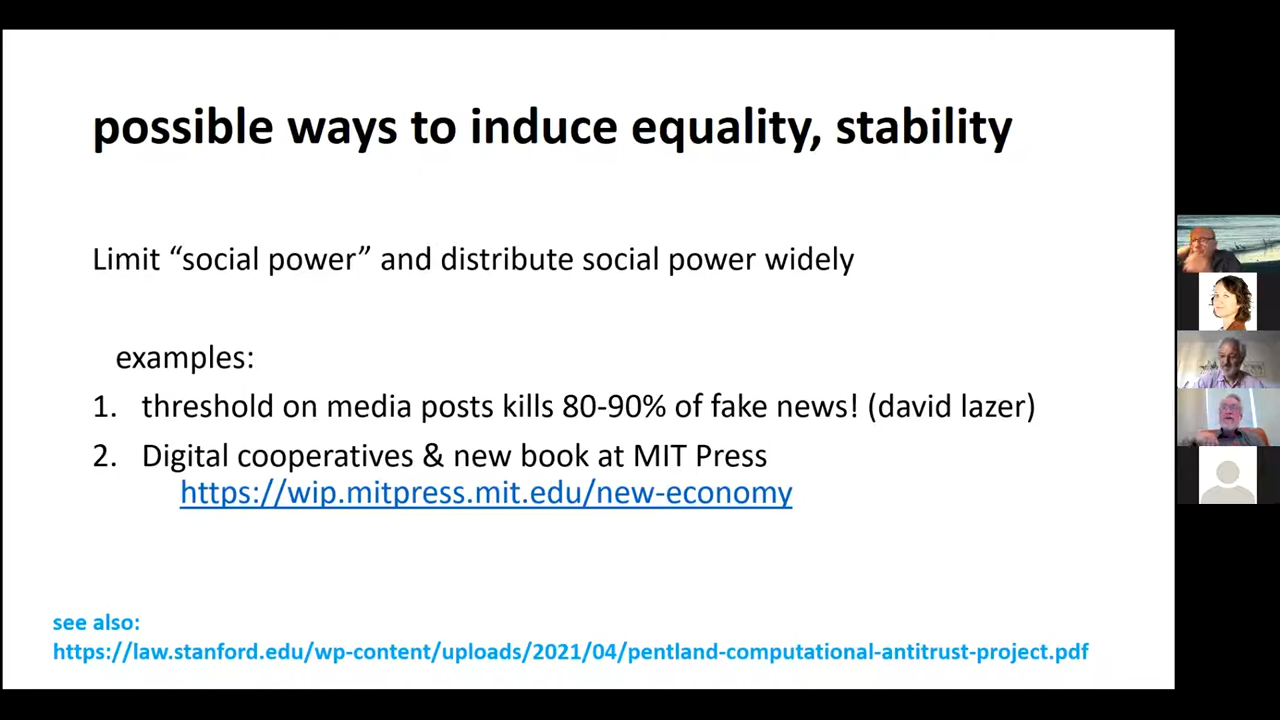 possible ways to induce equality, stability
Limit “social power” and distribute social power widely
examples:
1. threshold on media posts kills 80-90% of fake news! (david lazer)
2. Digital cooperatives & new book at MIT Press
https://wip.mitpress.mit.edu/new-economy
see also:
https://law.stanford.edu/wp-content/uploads/2021/04/pentland-computational-antitrust-project.pdf